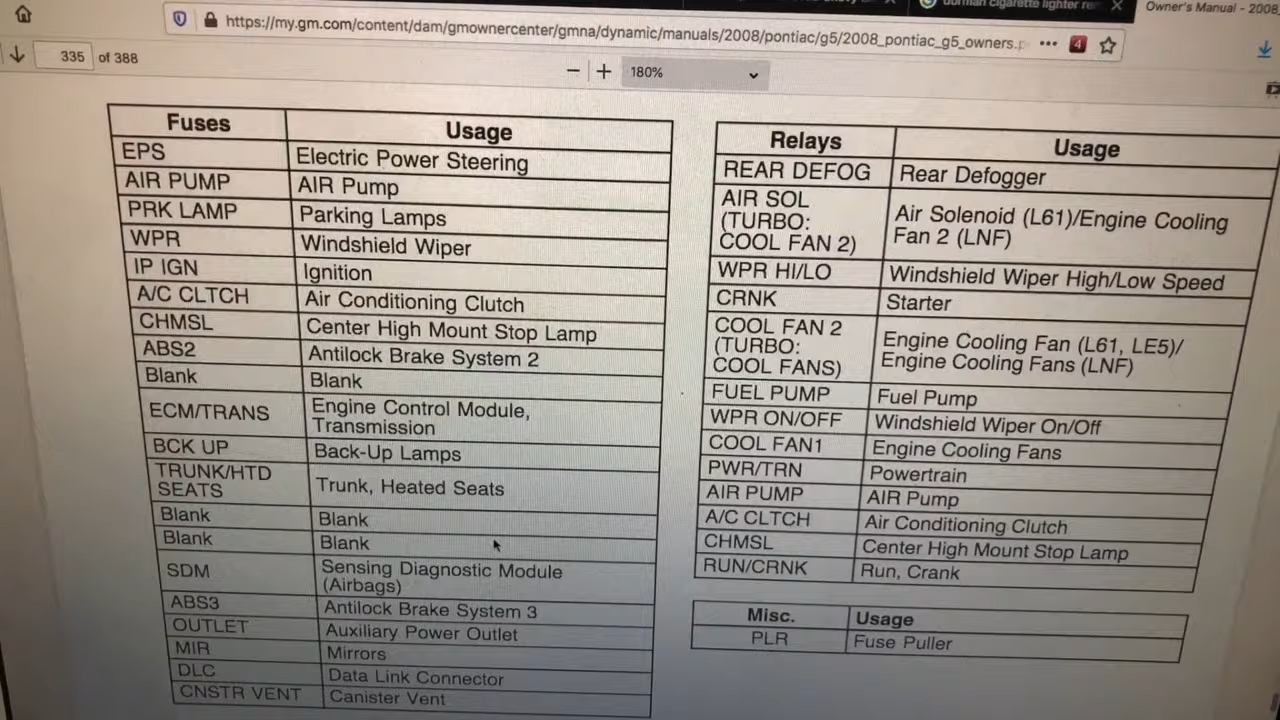 dorman cigarette lighter re
Owner's Manual - 2008
https://my.gm.com/content/dam/gmownercenter/gmna/dynamic/manuals/2008/pontiac/g5/2008_pontiac_g5_owners.p
4
335 of 388
180%
Fuses Usage
EPS Electric Power Steering
AIR PUMP AIR Pump
PRK LAMP Parking Lamps
WPR Windshield Wiper
IP IGN Ignition
A/C CLTCH Air Conditioning Clutch
CHMSL Center High Mount Stop Lamp
ABS2 Antilock Brake System 2
Blank Blank
ECM/TRANS Engine Control Module,
Transmission
BCK UP Back-Up Lamps
TRUNK/HTD
SEATS Trunk, Heated Seats
Blank Blank
Blank Blank
SDM Sensing Diagnostic Module
(Airbags)
ABS3 Antilock Brake System 3
OUTLET Auxiliary Power Outlet
MIR Mirrors
DLC Data Link Connector
CNSTR VENT Canister Vent
Relays Usage
REAR DEFOG Rear Defogger
AIR SOL
(TURBO:
COOL FAN 2)
Air Solenoid (L61)/Engine Cooling
Fan 2 (LNF)
WPR HI/LO Windshield Wiper High/Low Speed
CRNK Starter
COOL FAN 2
(TURBO:
COOL FANS)
Engine Cooling Fan (L61, LE5)/
Engine Cooling Fans (LNF)
FUEL PUMP Fuel Pump
WPR ON/OFF Windshield Wiper On/Off
COOL FAN1 Engine Cooling Fans
PWR/TRN Powertrain
AIR PUMP AIR Pump
A/C CLTCH Air Conditioning Clutch
CHMSL Center High Mount Stop Lamp
RUN/CRNK Run, Crank
Misc. Usage
PLR Fuse Puller